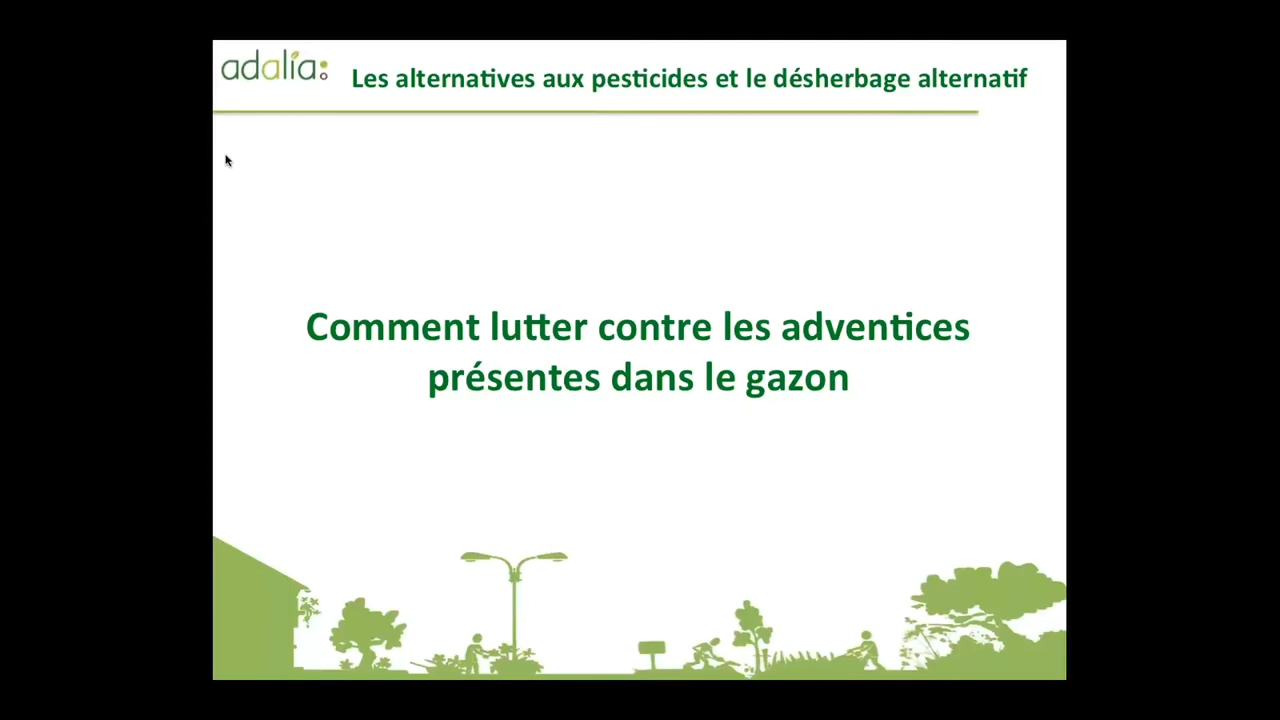 adalia:
Les alternatives aux pesticides et le désherbage alternatif
Comment lutter contre les adventices
présentes dans le gazon